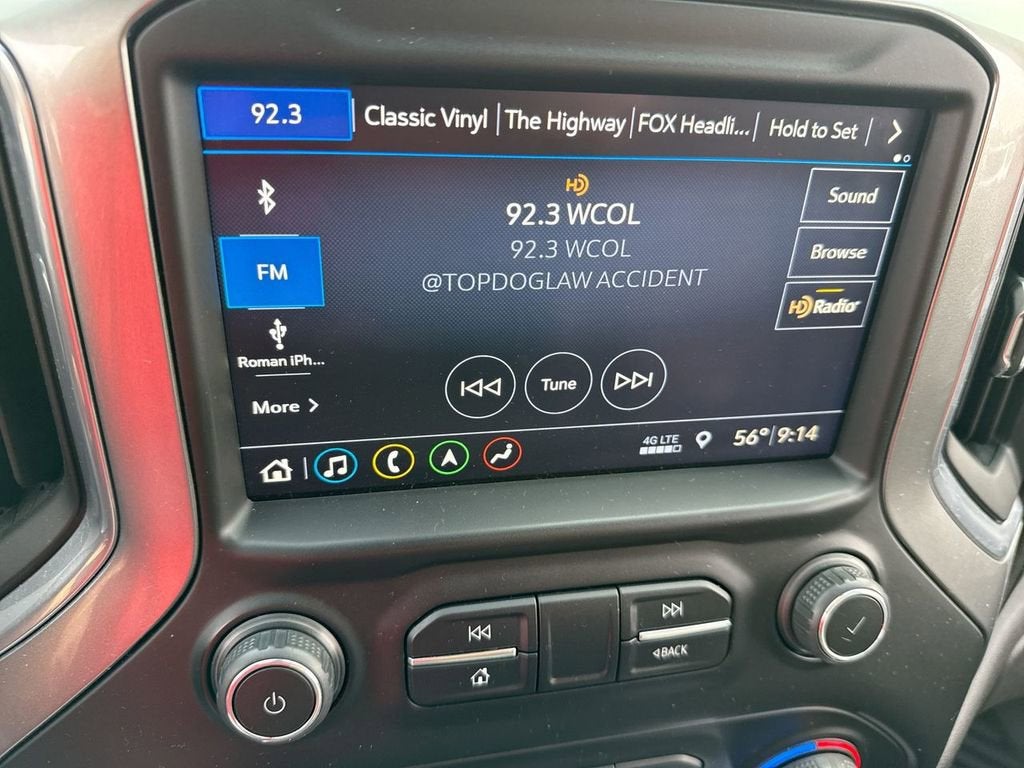 92.3 Classic Vinyl The Highway FOX Headli... Hold to Set
HD
Sound
92.3 WCOL
92.3 WCOL
Browse
FM
@TOPDOGLAW ACCIDENT
HD Radio
Roman iPh...
Tune
More
4G LTE
56° 9:14
BACK